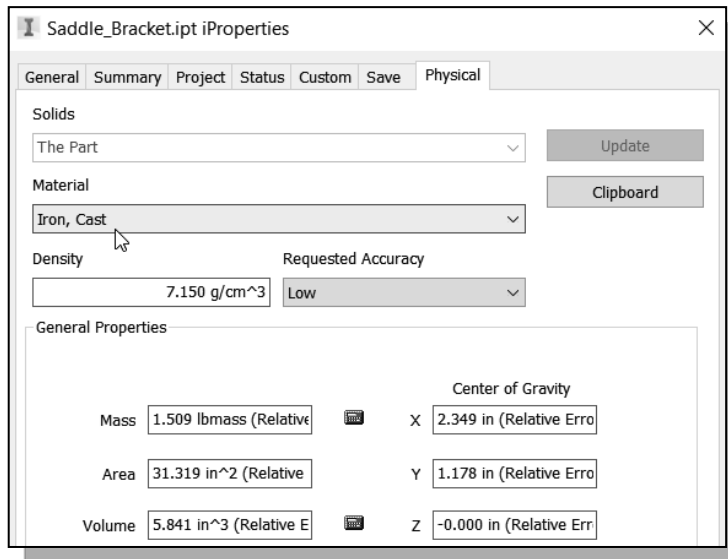 Saddle_Bracket.ipt iProperties
General Summary Project Status Custom Save Physical
Solids
The Part
Update
Material
Clipboard
Iron, Cast
Density
Requested Accuracy
7.150 g/cm^3
Low
General Properties
Center of Gravity
Mass 1.509 lbmass (Relative X 2.349 in (Relative Erro
Area 31.319 in^2 (Relative Y 1.178 in (Relative Erro
Volume 5.841 in^3 (Relative E Z -0.000 in (Relative Err